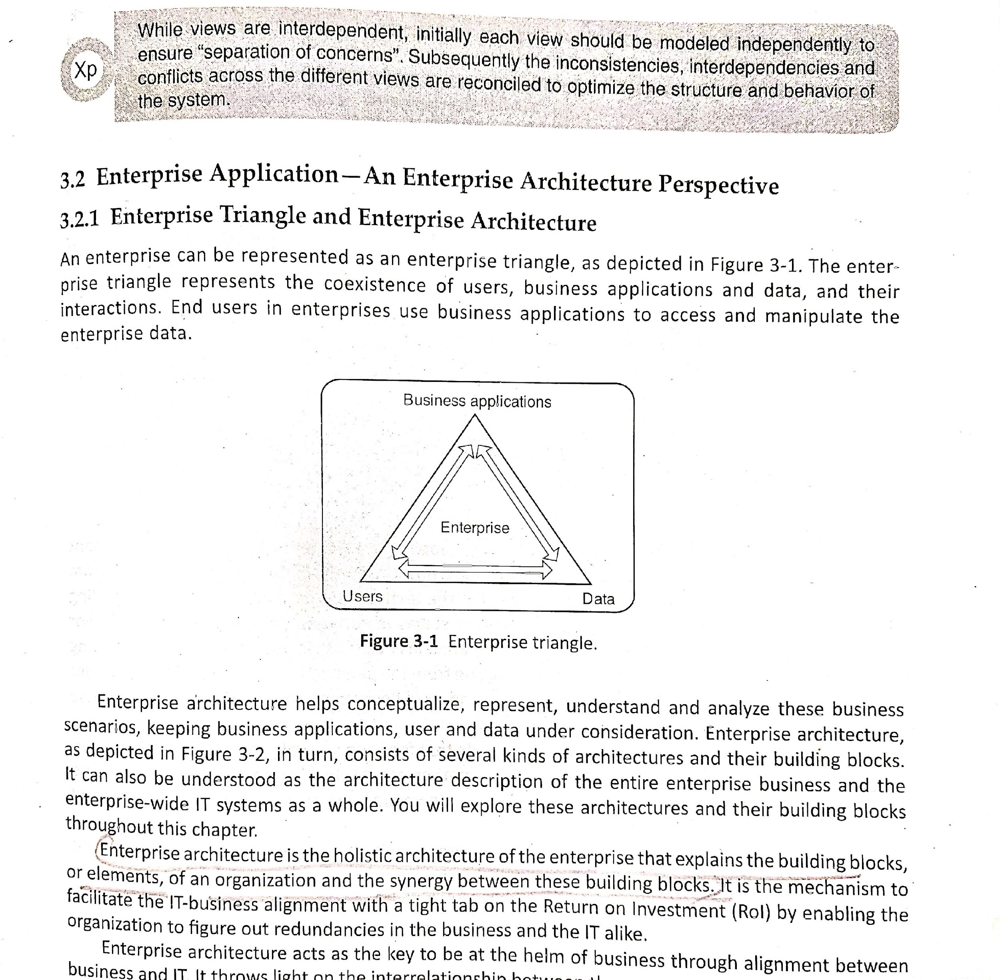 While views are interdependent, initially each view should be modeled independently to
ensure “separation of concerns”. Subsequently the inconsistencies, interdependencies and
conflicts across the different views are reconciled to optimize the structure and behavior of
the system.
Xp
3.2 Enterprise Application—An Enterprise Architecture Perspective
3.2.1 Enterprise Triangle and Enterprise Architecture
An enterprise can be represented as an enterprise triangle, as depicted in Figure 3-1. The enter-
prise triangle represents the coexistence of users, business applications and data, and their
interactions. End users in enterprises use business applications to access and manipulate the
enterprise data.
Business applications
Enterprise
Users
Data
Figure 3-1 Enterprise triangle.
Enterprise architecture helps conceptualize, represent, understand and analyze these business
scenarios, keeping business applications, user and data under consideration. Enterprise architecture,
as depicted in Figure 3-2, in turn, consists of several kinds of architectures and their building blocks.
It can also be understood as the architecture description of the entire enterprise business and the
enterprise-wide IT systems as a whole. You will explore these architectures and their building blocks
throughout this chapter.
Enterprise architecture is the holistic architecture of the enterprise that explains the building blocks,
or elements, of an organization and the synergy between these building blocks. It is the mechanism to
facilitate the IT-business alignment with a tight tab on the Return on Investment (RoI) by enabling the
organization to figure out redundancies in the business and the IT alike.
Enterprise architecture acts as the key to be at the helm of business through alignment between
business and IT. It throws light on the interrelationship